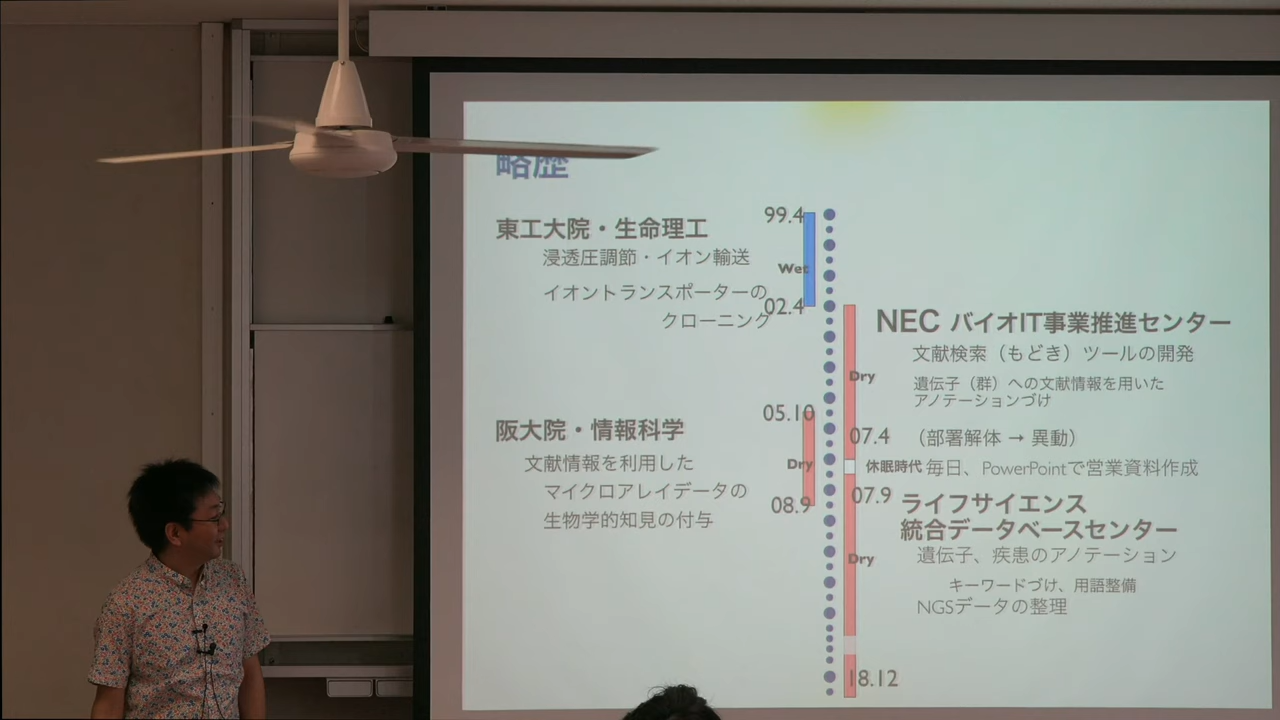 略歴
東工大院・生命理工
浸透圧調節・イオン輸送
イオントランスポーターの
クローニング
99.4
Wet
02.4
NEC バイオIT事業推進センター
文献検索（もどき）ツールの開発
遺伝子（群）への文献情報を用いた
アノテーションづけ
Dry
阪大院・情報科学
文献情報を利用した
マイクロアレイデータの
生物学的知見の付与
05.10
Dry
08.9
07.4 （部署解体 → 異動）
休眠時代 毎日、PowerPointで営業資料作成
07.9 ライフサイエンス
統合データベースセンター
遺伝子、疾患のアノテーション
キーワードづけ、用語整備
NGSデータの整理
Dry
18.12